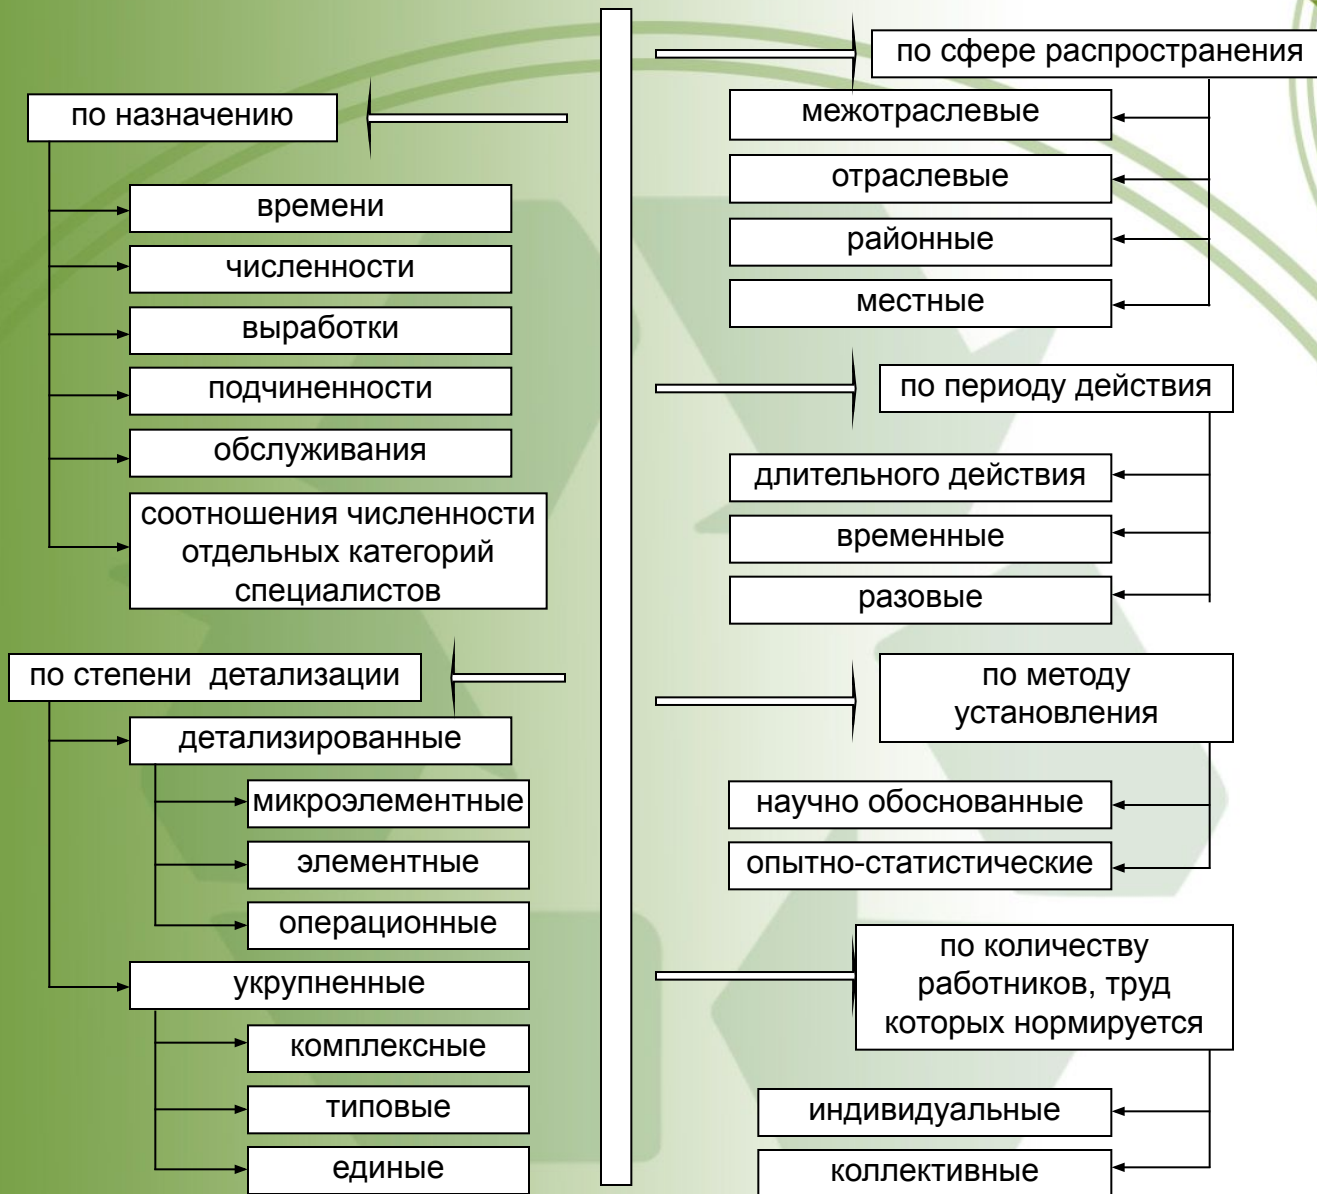 по назначению
времени
численности
выработки
подчиненности
обслуживания
соотношения численности
отдельных категорий
специалистов
по степени детализации
детализированные
микроэлементные
элементные
операционные
укрупненные
комплексные
типовые
единые
по сфере распространения
межотраслевые
отраслевые
районные
местные
по периоду действия
длительного действия
временные
разовые
по методу
установления
научно обоснованные
опытно-статистические
по количеству
работников, труд
которых нормируется
индивидуальные
коллективные